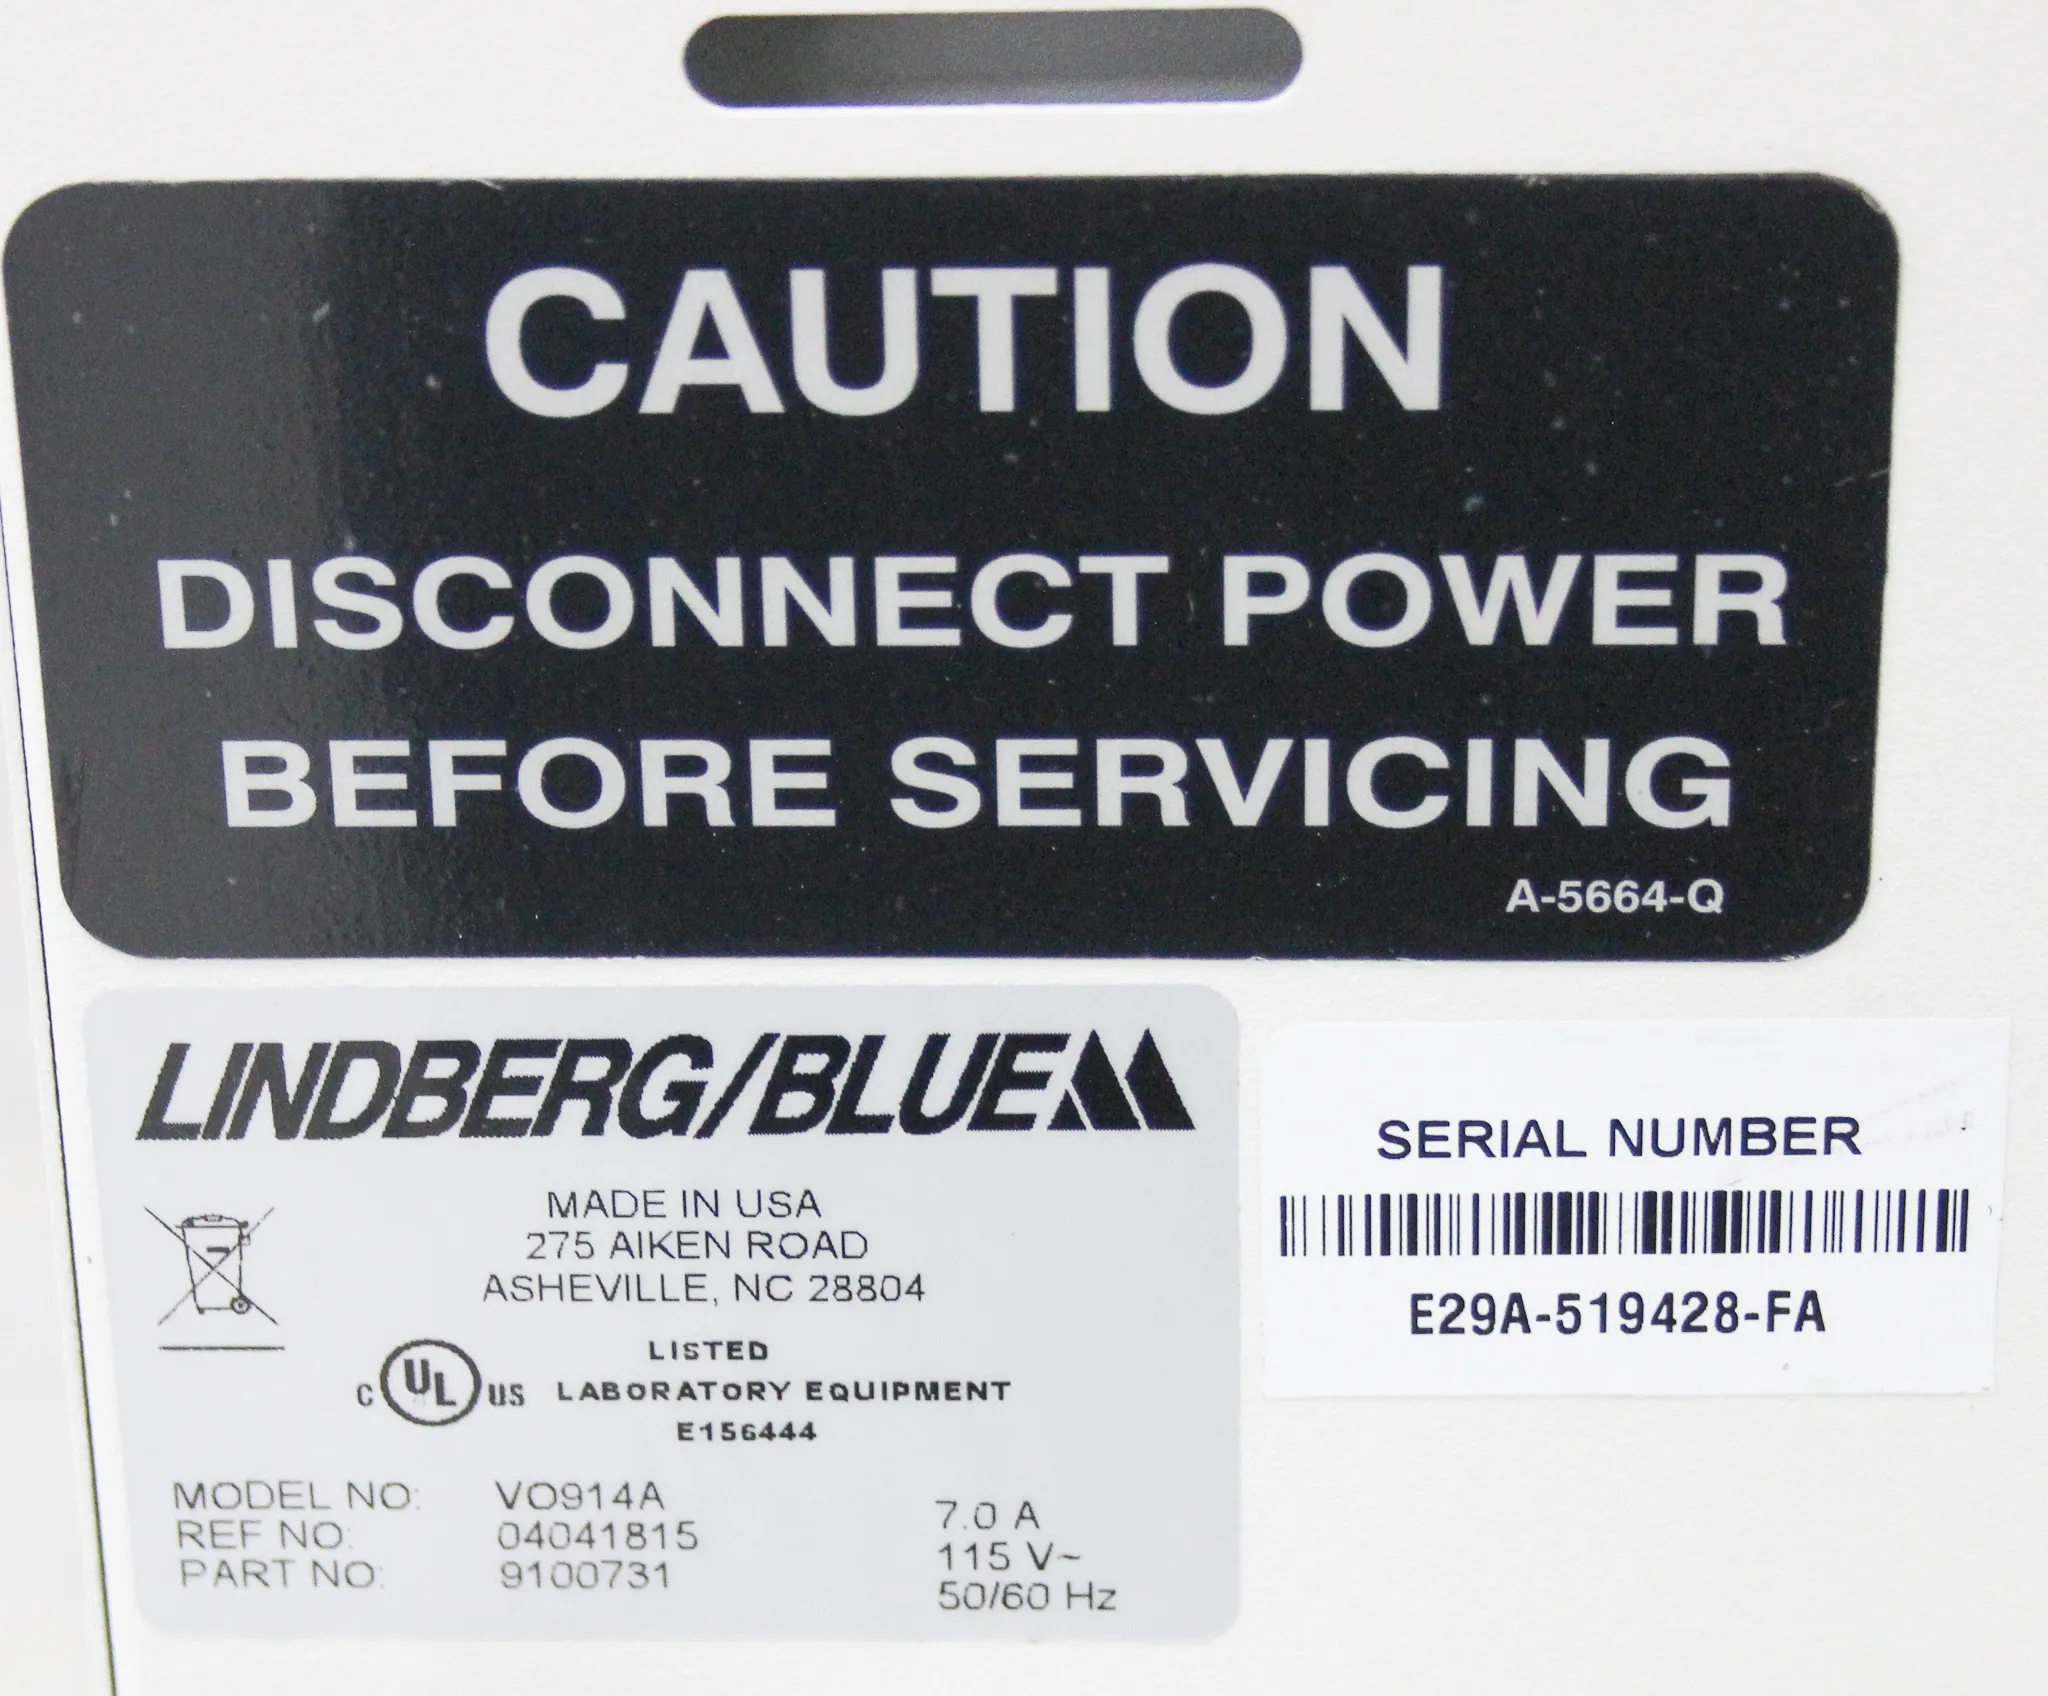 CAUTION
DISCONNECT POWER
BEFORE SERVICING
A-5664-Q
LINDBERG/BLUE M
MADE IN USA
275 AIKEN ROAD
ASHEVILLE, NC 28804
LISTED
C UL US LABORATORY EQUIPMENT
E156444
MODEL NO: VO914A
REF NO: 04041815
PART NO: 9100731
7.0 A
115 V~
50/60 Hz
SERIAL NUMBER
E29A-519428-FA